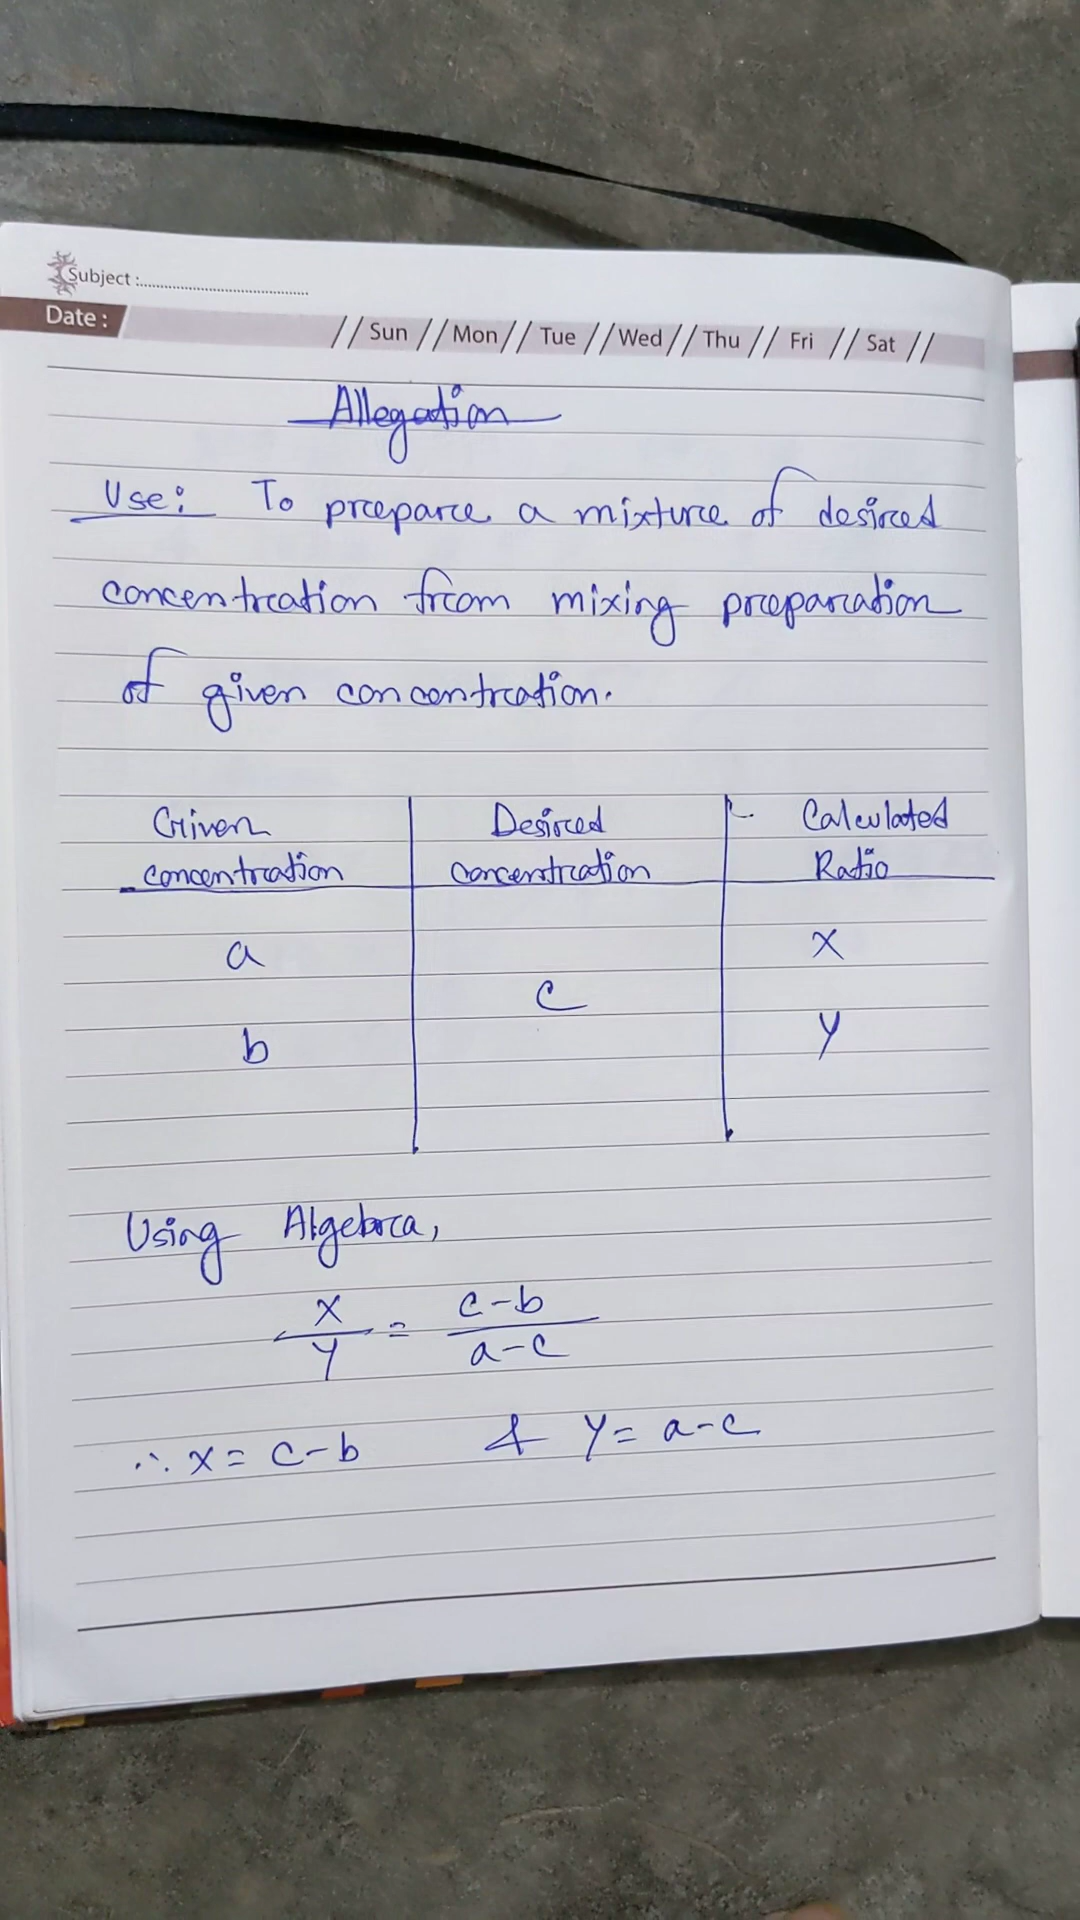 Subject :
Date :
// Sun // Mon // Tue // Wed // Thu // Fri // Sat //
Allegation
Use: To prepare a mixture of desired
concentration from mixing preparation
of given concentration.
Given Desired Calculated
concentration concentration Ratio
a x
c
b y
Using Algebra,
x/y = c-b/a-c
∴ x = c-b & y = a-c